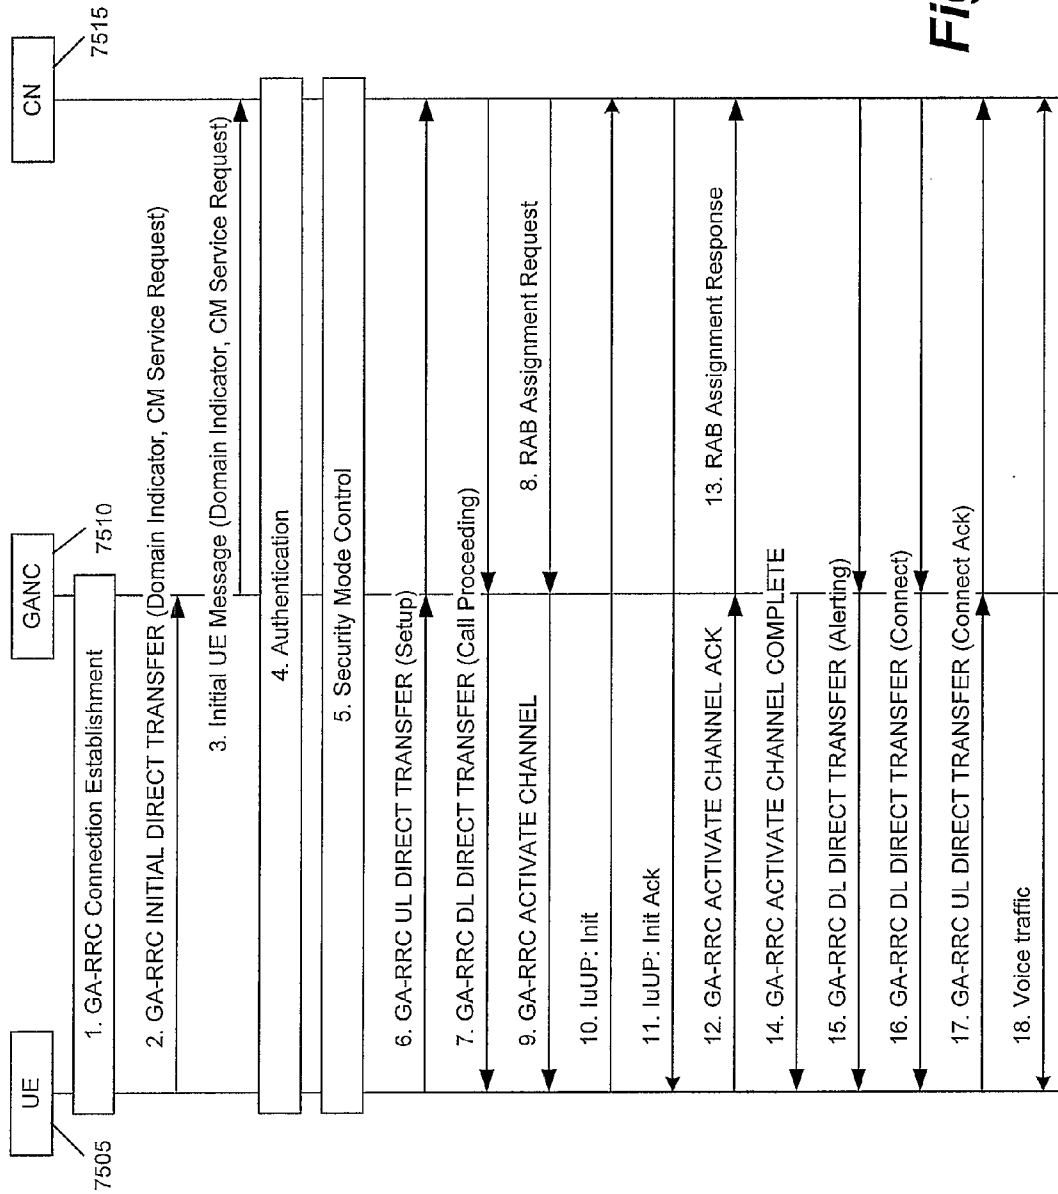 UE
GANC
CN
7505
7510
7515
1. GA-RRC Connection Establishment
2. GA-RRC INITIAL DIRECT TRANSFER (Domain Indicator, CM Service Request)
3. Initial UE Message (Domain Indicator, CM Service Request)
4. Authentication
5. Security Mode Control
6. GA-RRC UL DIRECT TRANSFER (Setup)
7. GA-RRC DL DIRECT TRANSFER (Call Proceeding)
8. RAB Assignment Request
9. GA-RRC ACTIVATE CHANNEL
10. IuUP: Init
11. IuUP: Init Ack
12. GA-RRC ACTIVATE CHANNEL ACK
13. RAB Assignment Response
14. GA-RRC ACTIVATE CHANNEL COMPLETE
15. GA-RRC DL DIRECT TRANSFER (Alerting)
16. GA-RRC DL DIRECT TRANSFER (Connect)
17. GA-RRC UL DIRECT TRANSFER (Connect Ack)
18. Voice traffic